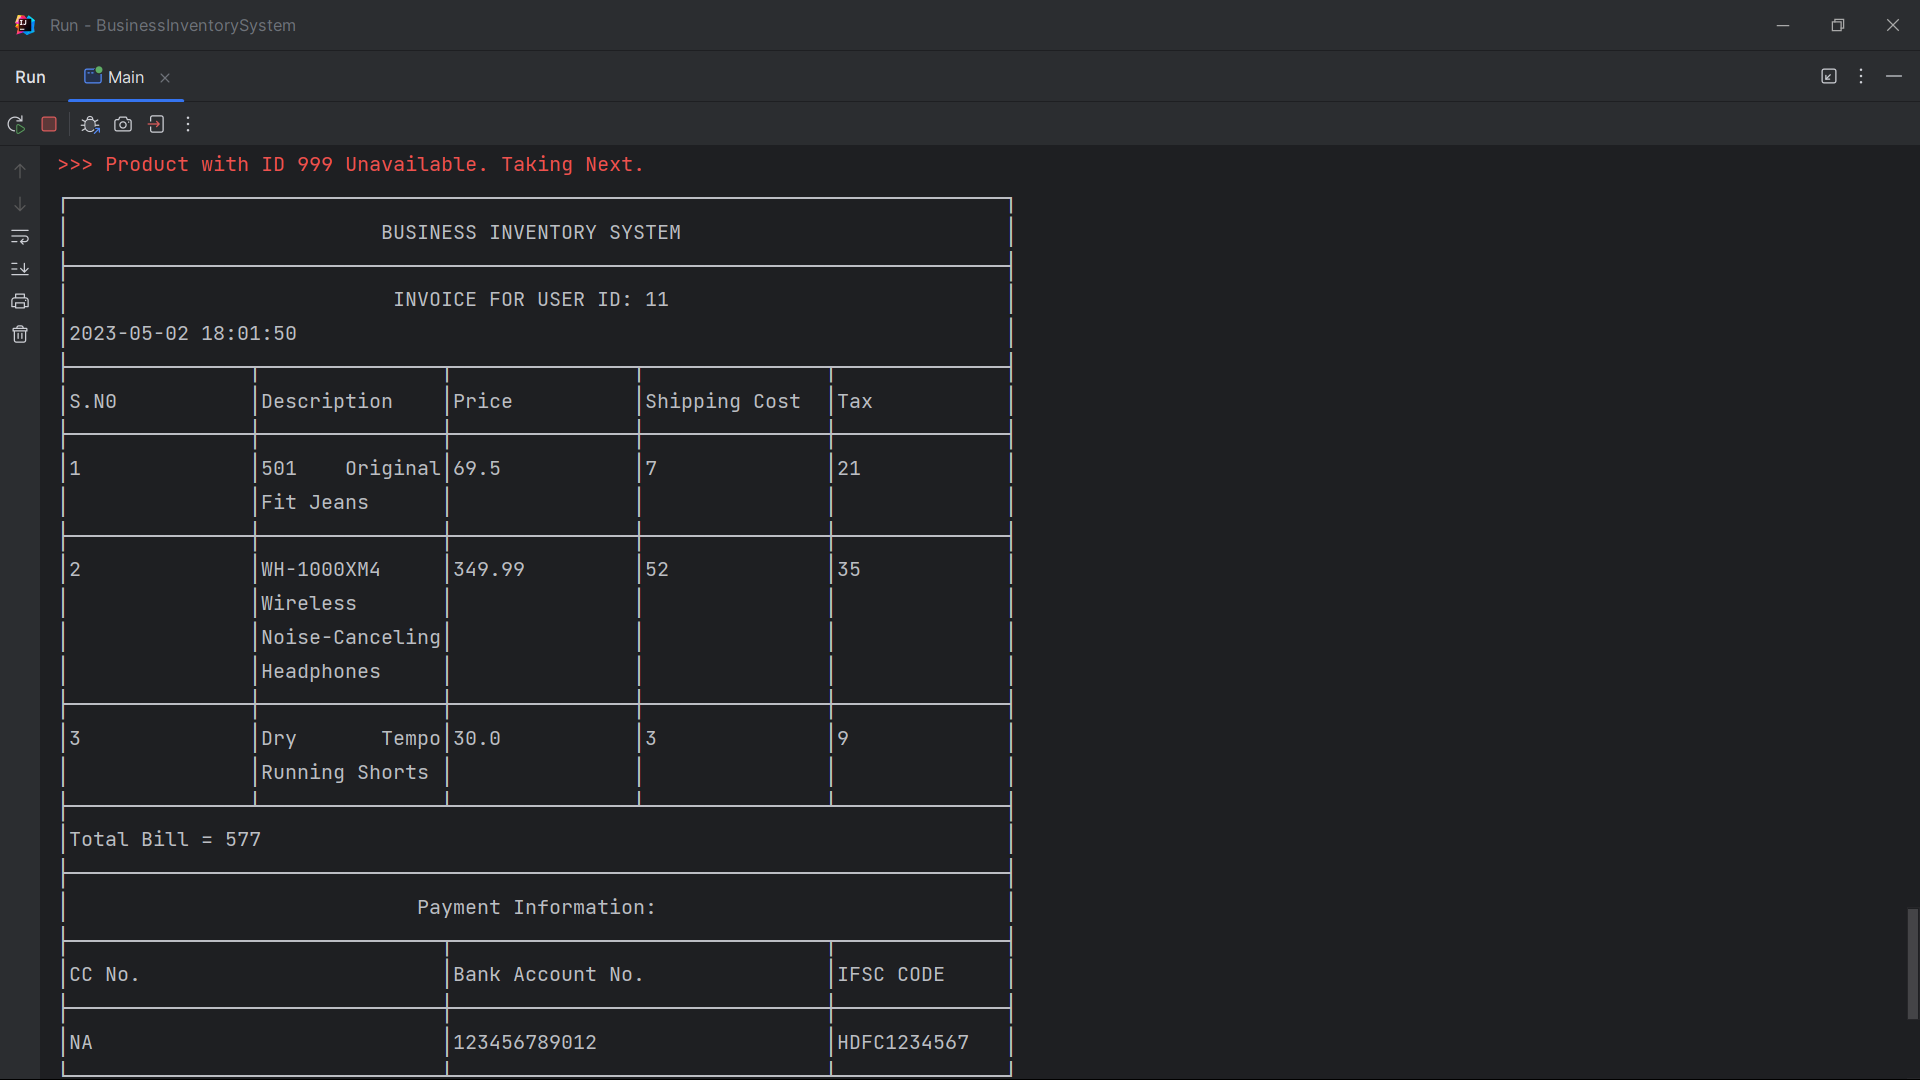 Run - BusinessInventorySystem
Run Main
>>> Product with ID 999 Unavailable. Taking Next.
BUSINESS INVENTORY SYSTEM
INVOICE FOR USER ID: 11
2023-05-02 18:01:50
S.N0 Description Price Shipping Cost Tax
1 501 Original 69.5 7 21
Fit Jeans
2 WH-1000XM4 349.99 52 35
Wireless
Noise-Canceling
Headphones
3 Dry Tempo 30.0 3 9
Running Shorts
Total Bill = 577
Payment Information:
CC No. Bank Account No. IFSC CODE
NA 123456789012 HDFC1234567